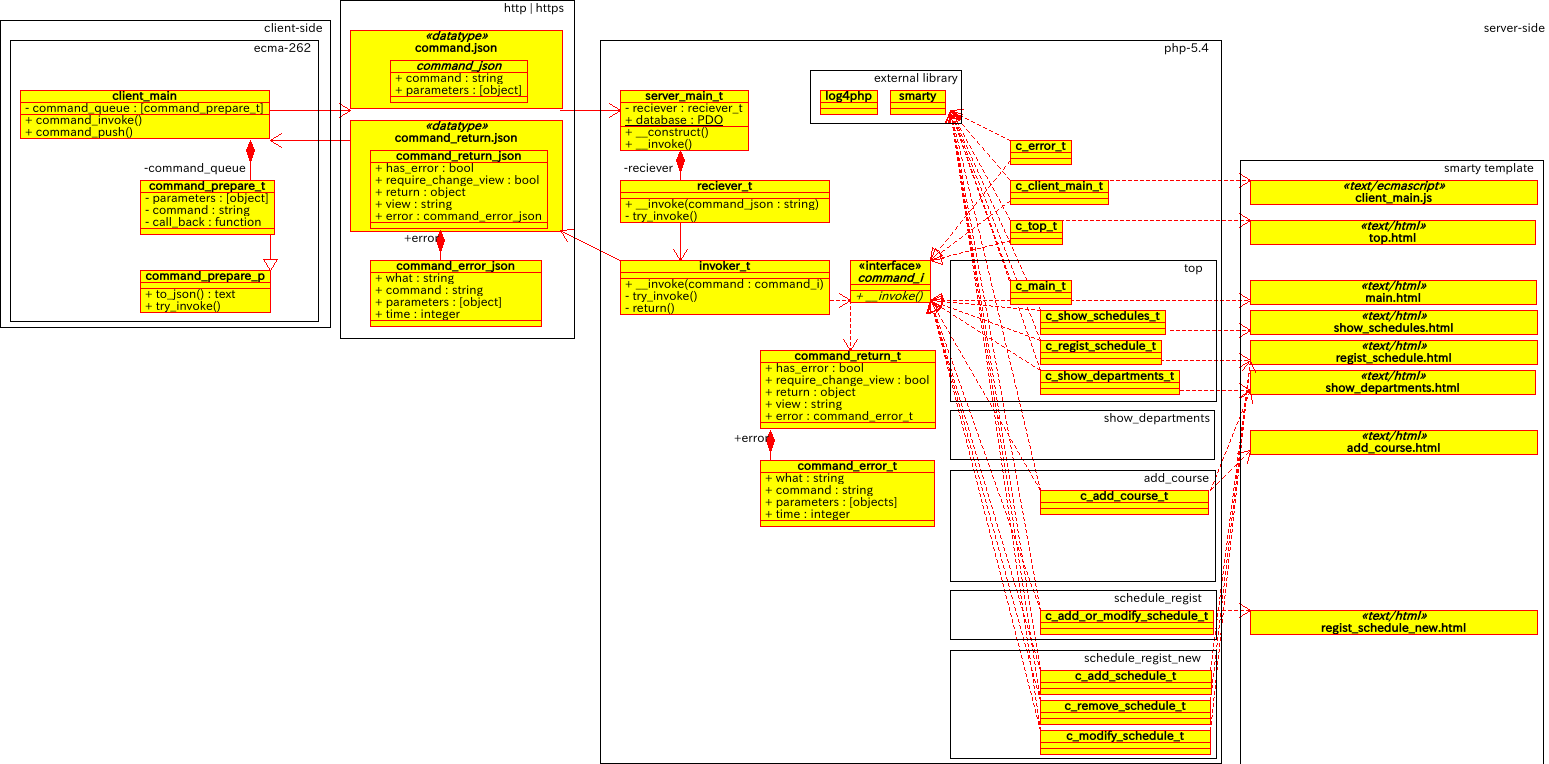 client-side
ecma-262
client_main
- command_queue : [command_prepare_t]
+ command_invoke()
+ command_push()
-command_queue
command_prepare_t
- parameters : [object]
- command : string
- call_back : function
command_prepare_p
+ to_json() : text
+ try_invoke()
http | https
«datatype»
command.json
command_json
+ command : string
+ parameters : [object]
«datatype»
command_return.json
command_return_json
+ has_error : bool
+ require_change_view : bool
+ return : object
+ view : string
+ error : command_error_json
+error
command_error_json
+ what : string
+ command : string
+ parameters : [object]
+ time : integer
server-side
php-5.4
server_main_t
- reciever : reciever_t
+ database : PDO
+ __construct()
+ __invoke()
-reciever
reciever_t
+ __invoke(command_json : string)
- try_invoke()
invoker_t
+ __invoke(command : command_i)
- try_invoke()
- return()
external library
log4php
smarty
«interface»
command_i
+ __invoke()
command_return_t
+ has_error : bool
+ require_change_view : bool
+ return : object
+ view : string
+ error : command_error_t
+error
command_error_t
+ what : string
+ command : string
+ parameters : [objects]
+ time : integer
c_error_t
c_client_main_t
c_top_t
top
c_main_t
c_show_schedules_t
c_regist_schedule_t
c_show_departments_t
show_departments
add_course
c_add_course_t
schedule_regist
c_add_or_modify_schedule_t
schedule_regist_new
c_add_schedule_t
c_remove_schedule_t
c_modify_schedule_t
smarty template
«text/ecmascript»
client_main.js
«text/html»
top.html
«text/html»
main.html
«text/html»
show_schedules.html
«text/html»
regist_schedule.html
«text/html»
show_departments.html
«text/html»
add_course.html
«text/html»
regist_schedule_new.html